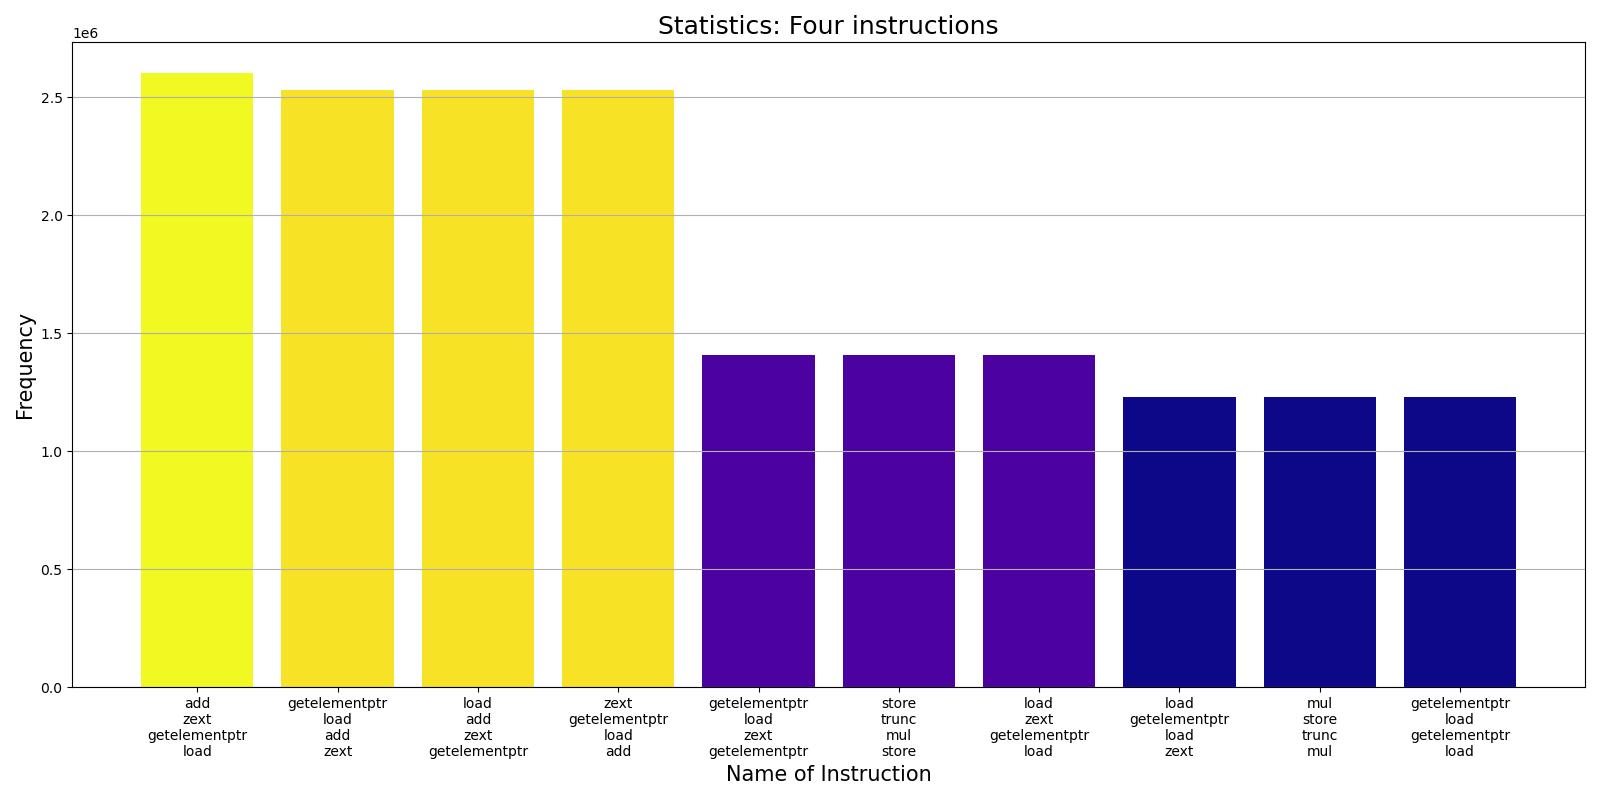 Statistics: Four instructions
1e6
2.5
2.0
1.5
1.0
0.5
0.0
Frequency
add
zext
getelementptr
load
getelementptr
load
add
zext
load
add
zext
getelementptr
zext
getelementptr
load
add
getelementptr
load
zext
getelementptr
store
trunc
mul
store
load
zext
getelementptr
load
load
getelementptr
load
zext
mul
store
trunc
mul
getelementptr
load
getelementptr
load
Name of Instruction